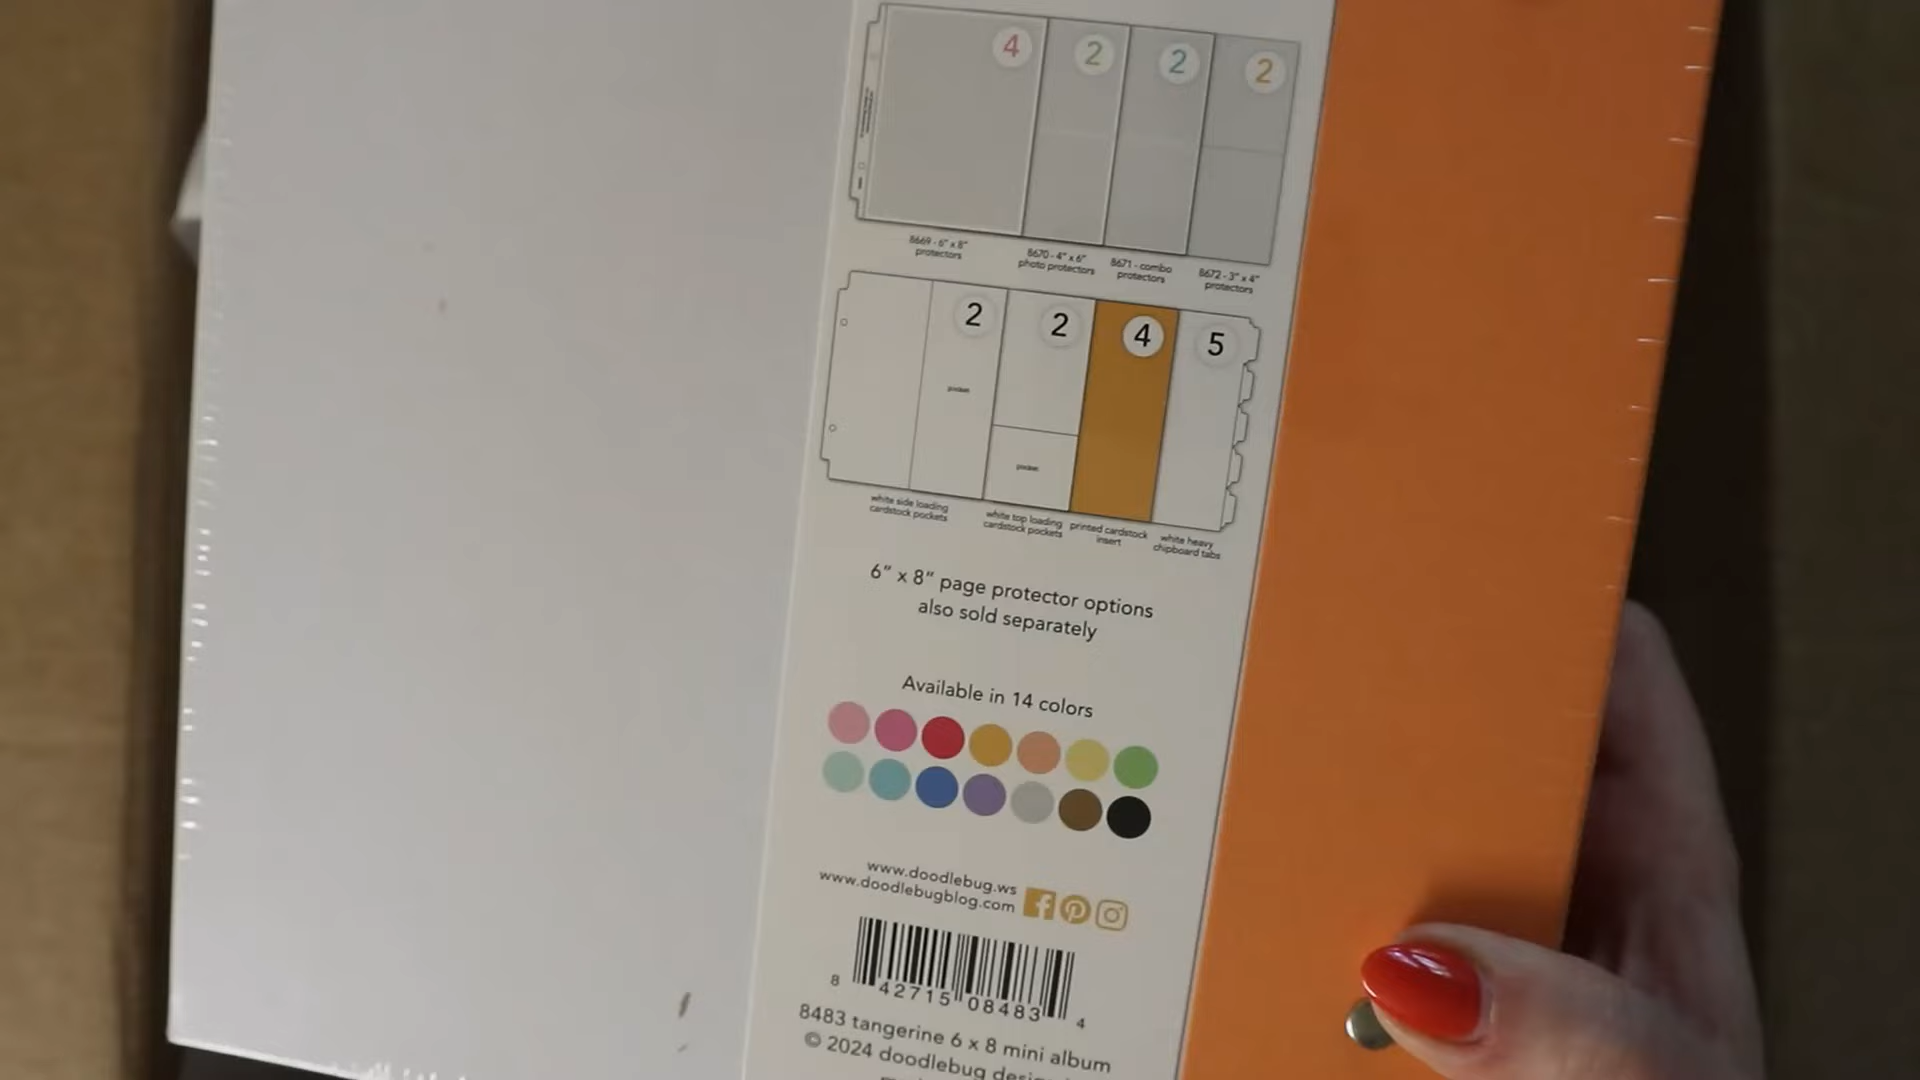 4 2 2 2
8669 - 6" x 8"
protectors
8670 - 4" x 6"
photo protectors
8671 - combo
protectors
8672 - 3" x 4"
protectors
2 2 4 5
pocket
pocket
white side loading
cardstock pockets
white top loading
cardstock pockets
printed cardstock
insert
white heavy
chipboard tabs
6" x 8" page protector options
also sold separately
Available in 14 colors
www.doodlebug.ws
www.doodlebugblog.com
8 42715 08483 4
8483 tangerine 6 x 8 mini album
© 2024 doodlebug